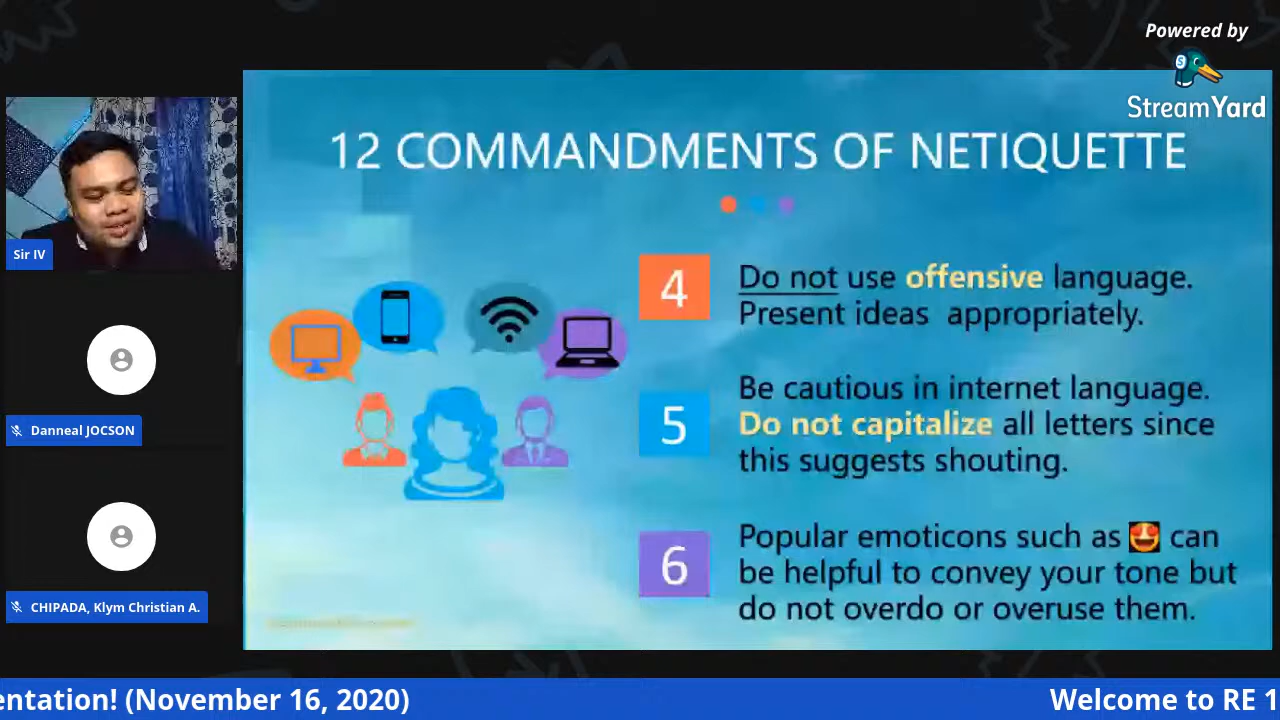 Powered by
StreamYard
12 COMMANDMENTS OF NETIQUETTE
4
Do not use offensive language.
Present ideas appropriately.
5
Be cautious in internet language.
Do not capitalize all letters since
this suggests shouting.
6
Popular emoticons such as 😍 can
be helpful to convey your tone but
do not overdo or overuse them.
Sir IV
Danneal JOCSON
CHIPADA, Klym Christian A.
entation! (November 16, 2020)
Welcome to RE 1